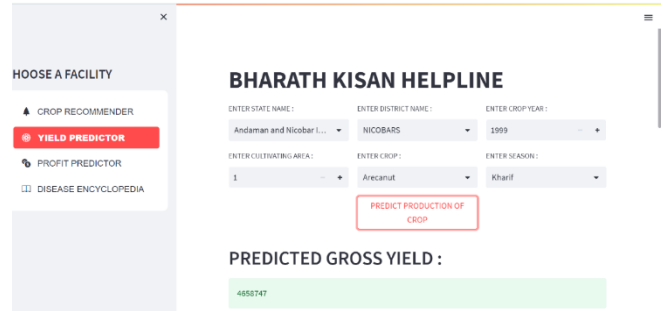 HOOSE A FACILITY
CROP RECOMMENDER
YIELD PREDICTOR
PROFIT PREDICTOR
DISEASE ENCYCLOPEDIA
BHARATH KISAN HELPLINE
ENTER STATE NAME : ENTER DISTRICT NAME : ENTER CROP YEAR :
Andaman and Nicobar I... NICOBARS 1999
ENTER CULTIVATING AREA : ENTER CROP : ENTER SEASON :
1 Arecanut Kharif
PREDICT PRODUCTION OF
CROP
PREDICTED GROSS YIELD :
4658747